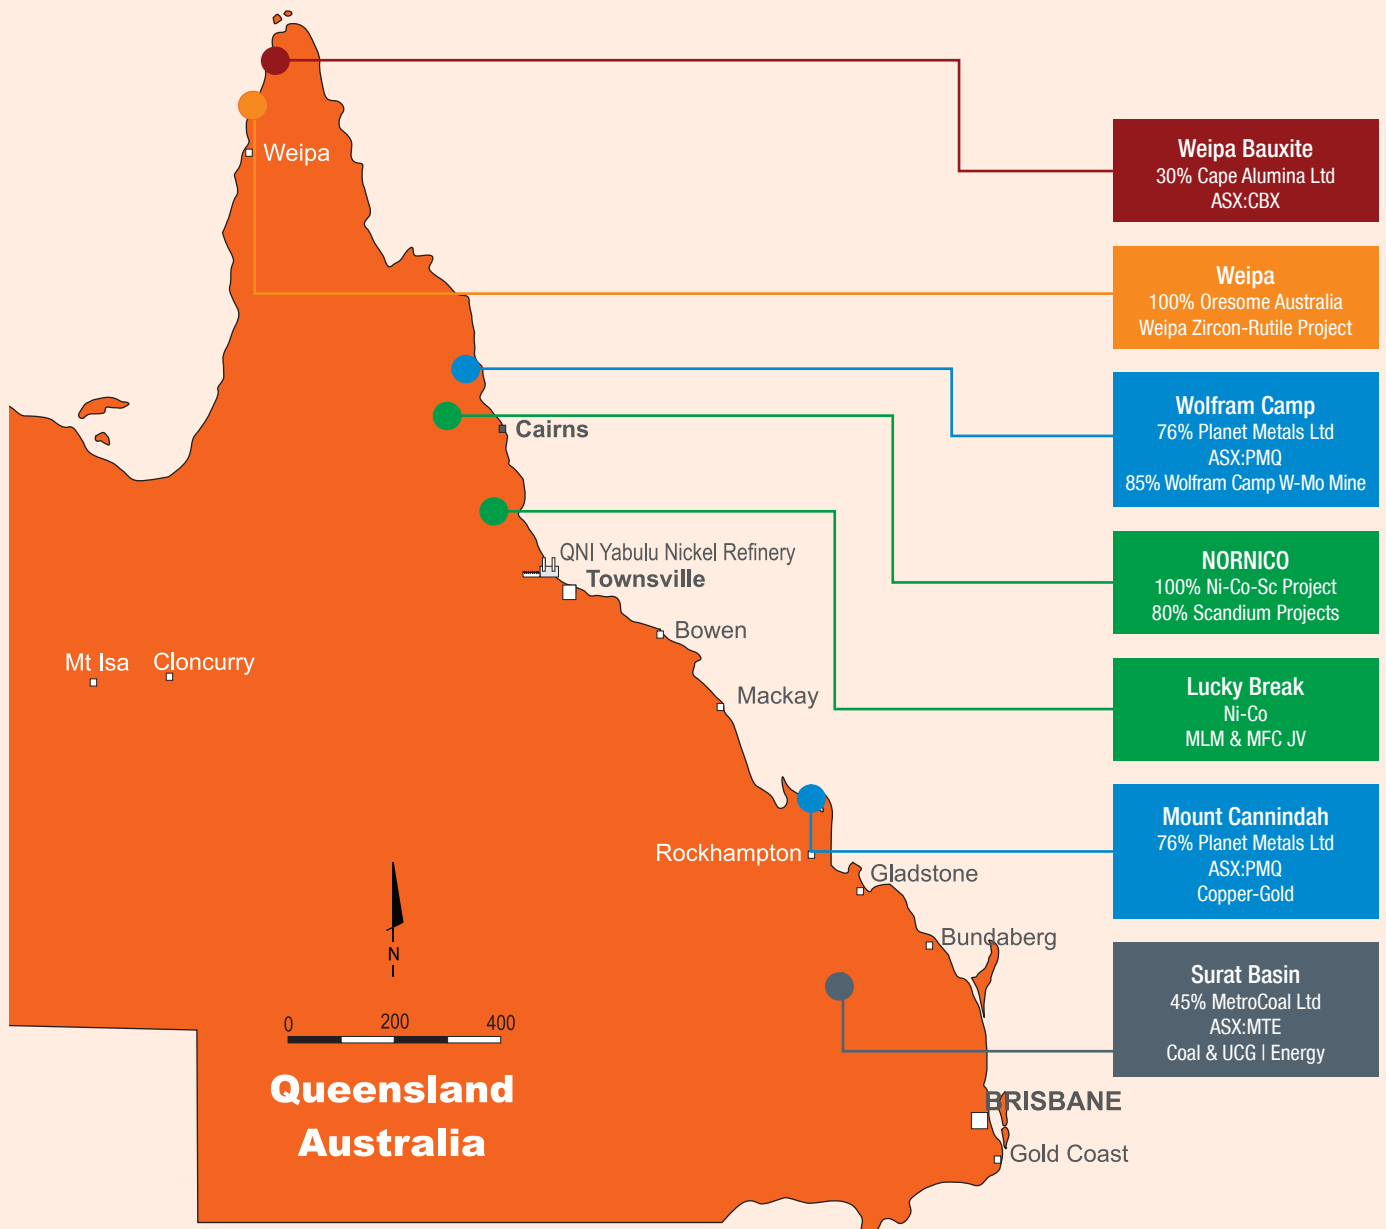 Weipa
Cairns
QNI Yabulu Nickel Refinery
Townsville
Bowen
Mt Isa
Cloncurry
Mackay
Rockhampton
Gladstone
Bundaberg
N
0 200 400
Queensland
Australia
BRISBANE
Gold Coast
Weipa Bauxite
30% Cape Alumina Ltd
ASX:CBX
Weipa
100% Oresome Australia
Weipa Zircon-Rutile Project
Wolfram Camp
76% Planet Metals Ltd
ASX:PMQ
85% Wolfram Camp W-Mo Mine
NORNICO
100% Ni-Co-Sc Project
80% Scandium Projects
Lucky Break
Ni-Co
MLM & MFC JV
Mount Cannindah
76% Planet Metals Ltd
ASX:PMQ
Copper-Gold
Surat Basin
45% MetroCoal Ltd
ASX:MTE
Coal & UCG | Energy